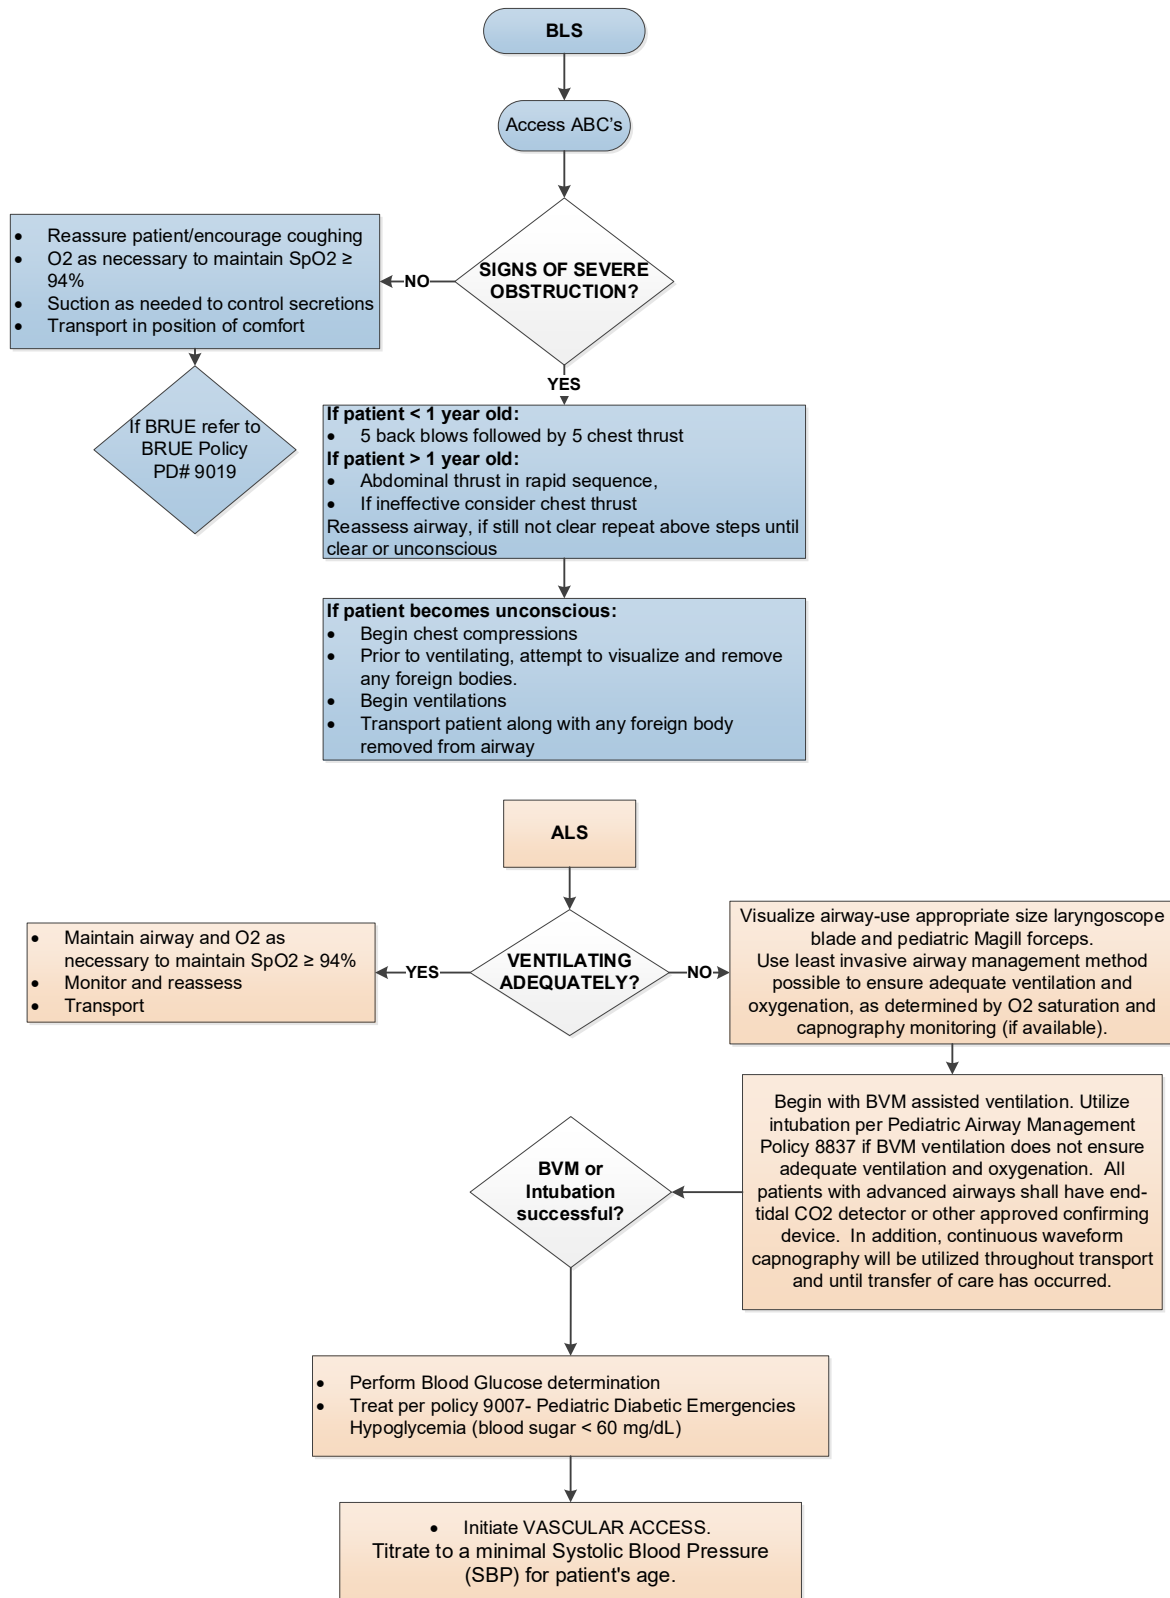 BLS
Access ABC's
SIGNS OF SEVERE
OBSTRUCTION?
NO
• Reassure patient/encourage coughing
• O2 as necessary to maintain SpO2 ≥
94%
• Suction as needed to control secretions
• Transport in position of comfort
If BRUE refer to
BRUE Policy
PD# 9019
YES
If patient < 1 year old:
• 5 back blows followed by 5 chest thrust
If patient > 1 year old:
• Abdominal thrust in rapid sequence,
• If ineffective consider chest thrust
Reassess airway, if still not clear repeat above steps until
clear or unconscious
If patient becomes unconscious:
• Begin chest compressions
• Prior to ventilating, attempt to visualize and remove
any foreign bodies.
• Begin ventilations
• Transport patient along with any foreign body
removed from airway
ALS
VENTILATING
ADEQUATELY?
YES
• Maintain airway and O2 as
necessary to maintain SpO2 ≥ 94%
• Monitor and reassess
• Transport
NO
Visualize airway-use appropriate size laryngoscope
blade and pediatric Magill forceps.
Use least invasive airway management method
possible to ensure adequate ventilation and
oxygenation, as determined by O2 saturation and
capnography monitoring (if available).
Begin with BVM assisted ventilation. Utilize
intubation per Pediatric Airway Management
Policy 8837 if BVM ventilation does not ensure
adequate ventilation and oxygenation. All
patients with advanced airways shall have end-
tidal CO2 detector or other approved confirming
device. In addition, continuous waveform
capnography will be utilized throughout transport
and until transfer of care has occurred.
BVM or
Intubation
successful?
• Perform Blood Glucose determination
• Treat per policy 9007- Pediatric Diabetic Emergencies
Hypoglycemia (blood sugar < 60 mg/dL)
• Initiate VASCULAR ACCESS.
Titrate to a minimal Systolic Blood Pressure
(SBP) for patient's age.